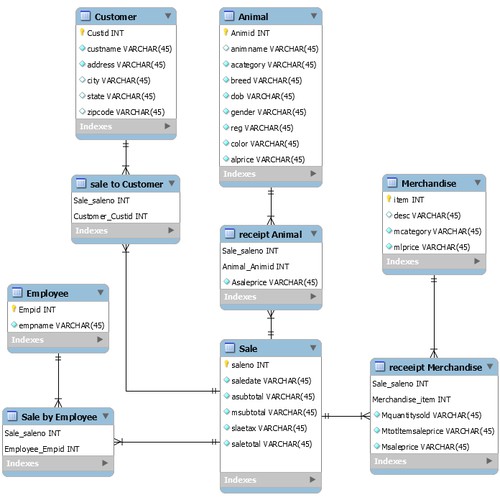 Customer
Custid INT
custname VARCHAR(45)
address VARCHAR(45)
city VARCHAR(45)
state VARCHAR(45)
zipcode VARCHAR(45)
Indexes
Animal
Animid INT
animname VARCHAR(45)
acategory VARCHAR(45)
breed VARCHAR(45)
dob VARCHAR(45)
gender VARCHAR(45)
reg VARCHAR(45)
color VARCHAR(45)
alprice VARCHAR(45)
Indexes
sale to Customer
Sale_saleno INT
Customer_Custid INT
Indexes
Merchandise
item INT
desc VARCHAR(45)
mcategory VARCHAR(45)
mlprice VARCHAR(45)
Indexes
receipt Animal
Sale_saleno INT
Animal_Animid INT
Asaleprice VARCHAR(45)
Indexes
Employee
Empid INT
empname VARCHAR(45)
Indexes
Sale
saleno INT
saledate VARCHAR(45)
asubtotal VARCHAR(45)
msubtotal VARCHAR(45)
slaetax VARCHAR(45)
saletotal VARCHAR(45)
Indexes
receeipt Merchandise
Sale_saleno INT
Merchandise_item INT
Mquantitysold VARCHAR(45)
MtotItemsaleprice VARCHAR(45)
Msaleprice VARCHAR(45)
Indexes
Sale by Employee
Sale_saleno INT
Employee_Empid INT
Indexes